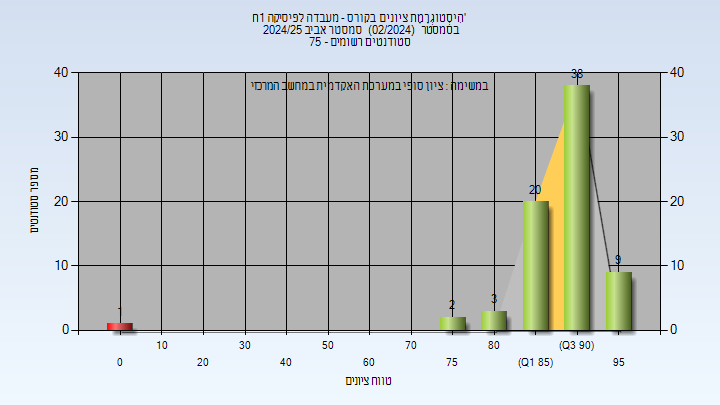 'היסטוגרמת ציונים בקורס - מעבדה לפיסיקה 1ח
בסמסטר (02/2024) סמסטר אביב 2024/25
סטודנטים רשומים - 75
במשימה : ציון סופי במערכת האקדמית במחשב המרכזי
40 38 40
30 30
מספר סטודנטים
20 20 20
10 9 10
1 2 3
0 0
10 30 50 70 80 (Q3 90)
0 20 40 60 75 (Q1 85) 95
טווח ציונים